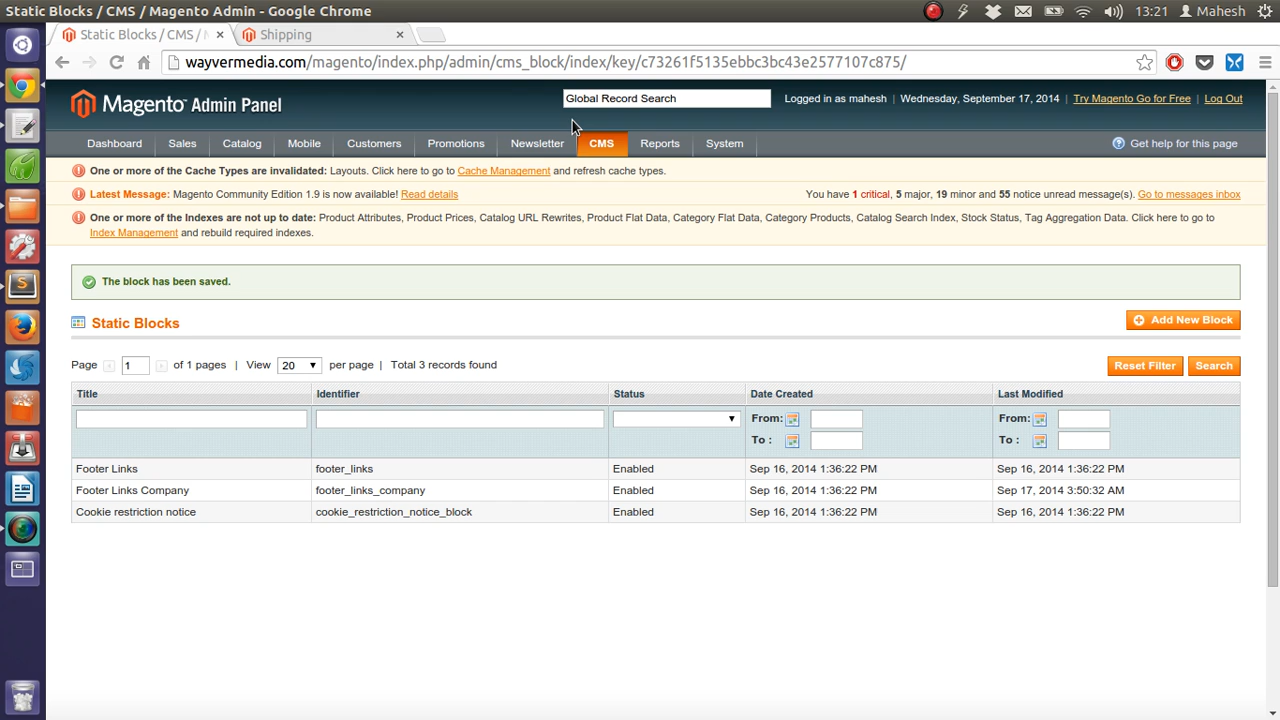 Static Blocks / CMS / Magento Admin - Google Chrome 13:21 Mahesh
Static Blocks / CMS / Shipping
wayvermedia.com/magento/index.php/admin/cms_block/index/key/c73261f5135ebbc3bc43e2577107c875/
Magento Admin Panel Global Record Search Logged in as mahesh | Wednesday, September 17, 2014 | Try Magento Go for Free | Log Out
Dashboard Sales Catalog Mobile Customers Promotions Newsletter CMS Reports System Get help for this page
One or more of the Cache Types are invalidated: Layouts. Click here to go to Cache Management and refresh cache types.
Latest Message: Magento Community Edition 1.9 is now available! Read details You have 1 critical, 5 major, 19 minor and 55 notice unread message(s). Go to messages inbox
One or more of the Indexes are not up to date: Product Attributes, Product Prices, Catalog URL Rewrites, Product Flat Data, Category Flat Data, Category Products, Catalog Search Index, Stock Status, Tag Aggregation Data. Click here to go to
Index Management and rebuild required indexes.
The block has been saved.
Static Blocks Add New Block
Page 1 of 1 pages | View 20 per page | Total 3 records found Reset Filter Search
Title Identifier Status Date Created Last Modified
From: From:
To : To :
Footer Links footer_links Enabled Sep 16, 2014 1:36:22 PM Sep 16, 2014 1:36:22 PM
Footer Links Company footer_links_company Enabled Sep 16, 2014 1:36:22 PM Sep 17, 2014 3:50:32 AM
Cookie restriction notice cookie_restriction_notice_block Enabled Sep 16, 2014 1:36:22 PM Sep 16, 2014 1:36:22 PM